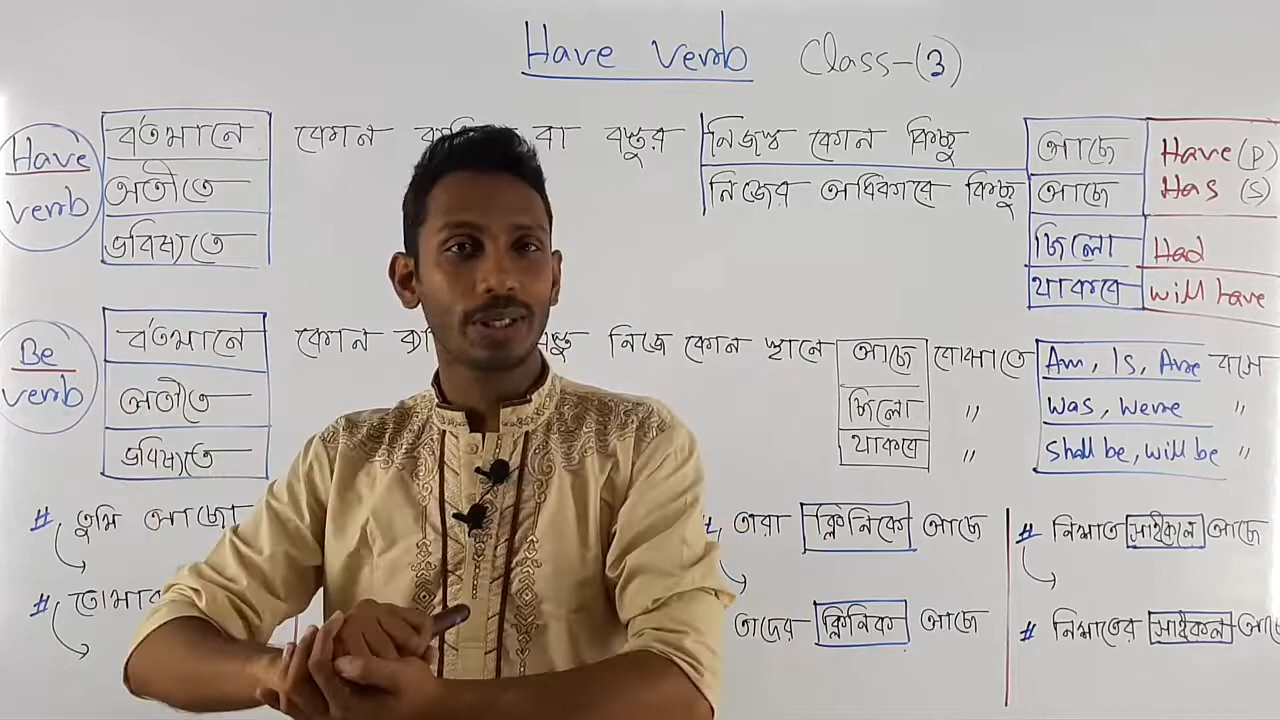 Have verb Class-(3)
Have verb
বর্তমানে কোন বা বস্তুর নিজস্ব কোন কিছু আছে Have (P)
অতীতে নিজের অধিকারে কিছু আছে Has (S)
ভবিষ্যতে ছিলো Had
থাকবে will have
Be verb
বর্তমানে কোন নিজে কোন স্থানে আছে বোঝাতে Am, Is, Are বসে
অতীতে ছিলো " was, were "
ভবিষ্যতে থাকবে " shall be, will be "
# তুমি আছো
# তারা ক্লিনিকে আছে
# নিশাত সাইকেলে আছে
#
তাদের ক্লিনিক আছে
# নিশাতের সাইকেল আছে